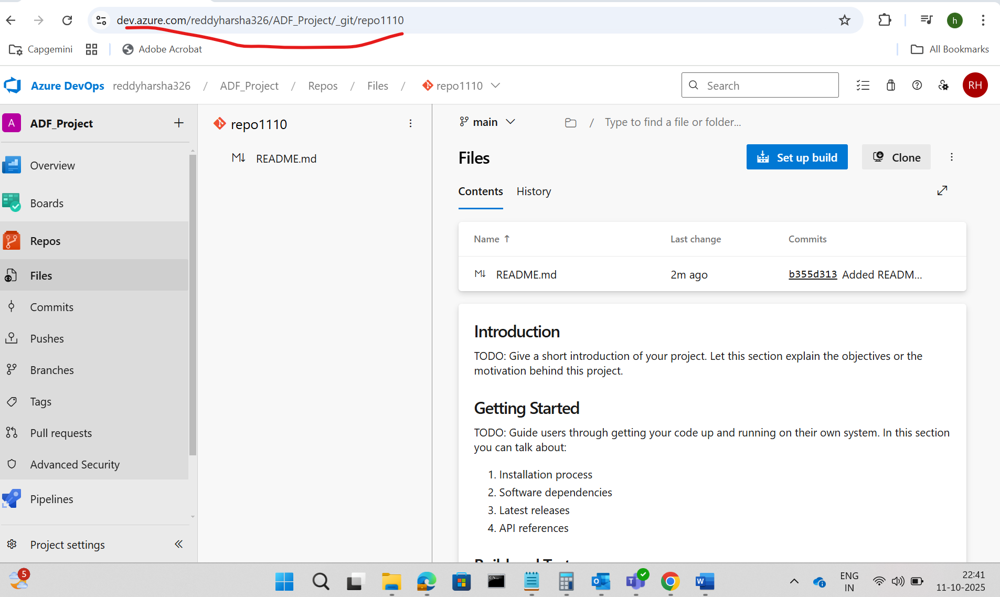 dev.azure.com/reddyharsha326/ADF_Project/_git/repo1110
h
Capgemini
Adobe Acrobat
All Bookmarks
Azure DevOps reddyharsha326 / ADF_Project / Repos / Files / repo1110
Search
RH
A ADF_Project +
Overview
Boards
Repos
Files
Commits
Pushes
Branches
Tags
Pull requests
Advanced Security
Pipelines
Project settings
repo1110
M↓ README.md
main
/ Type to find a file or folder...
Files
Set up build
Clone
Contents History
Name ↑ Last change Commits
M↓ README.md 2m ago b355d313 Added READM...
Introduction
TODO: Give a short introduction of your project. Let this section explain the objectives or the
motivation behind this project.
Getting Started
TODO: Guide users through getting your code up and running on their own system. In this section
you can talk about:
1. Installation process
2. Software dependencies
3. Latest releases
4. API references
5
ENG
IN
22:41
11-10-2025